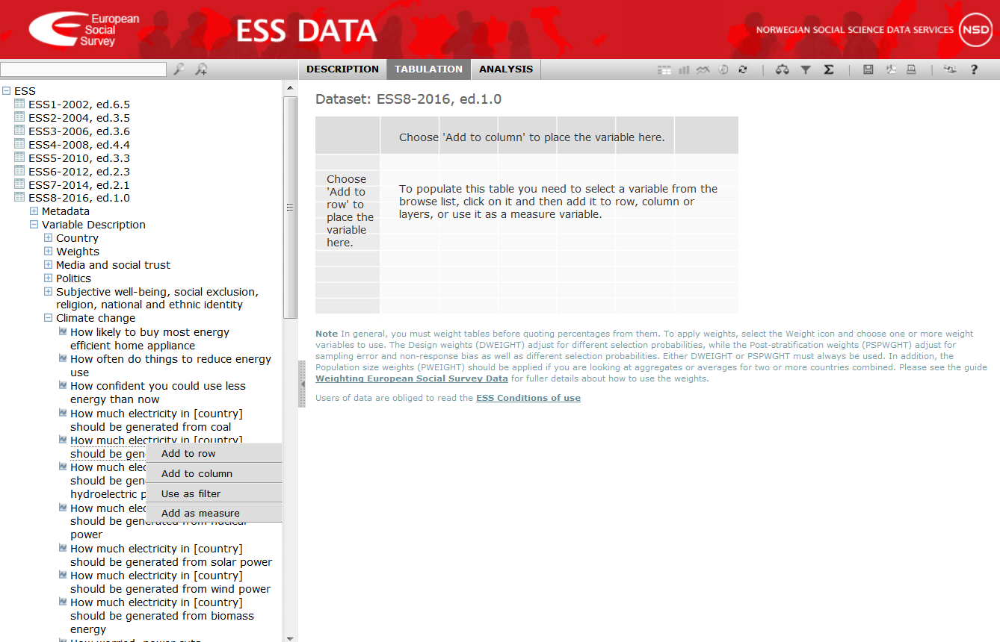 European
Social
Survey
ESS DATA
NORWEGIAN SOCIAL SCIENCE DATA SERVICES
NSD
DESCRIPTION
TABULATION
ANALYSIS
ESS
ESS1-2002, ed.6.5
ESS2-2004, ed.3.5
ESS3-2006, ed.3.6
ESS4-2008, ed.4.4
ESS5-2010, ed.3.3
ESS6-2012, ed.2.3
ESS7-2014, ed.2.1
ESS8-2016, ed.1.0
Metadata
Variable Description
Country
Weights
Media and social trust
Politics
Subjective well-being, social exclusion,
religion, national and ethnic identity
Climate change
How likely to buy most energy
efficient home appliance
How often do things to reduce energy
use
How confident you could use less
energy than now
How much electricity in [country]
should be generated from coal
How much electricity in [country]
should be gen
How much elec
should be gen
hydroelectric p
How much elec
should be generated from nuclear
power
How much electricity in [country]
should be generated from solar power
How much electricity in [country]
should be generated from wind power
How much electricity in [country]
should be generated from biomass
energy
Add to row
Add to column
Use as filter
Add as measure
Dataset: ESS8-2016, ed.1.0
Choose 'Add to column' to place the variable here.
Choose
'Add to
row' to
place the
variable
here.
To populate this table you need to select a variable from the
browse list, click on it and then add it to row, column or
layers, or use it as a measure variable.
Note In general, you must weight tables before quoting percentages from them. To apply weights, select the Weight icon and choose one or more weight
variables to use. The Design weights (DWEIGHT) adjust for different selection probabilities, while the Post-stratification weights (PSPWGHT) adjust for
sampling error and non-response bias as well as different selection probabilities. Either DWEIGHT or PSPWGHT must always be used. In addition, the
Population size weights (PWEIGHT) should be applied if you are looking at aggregates or averages for two or more countries combined. Please see the guide
Weighting European Social Survey Data for fuller details about how to use the weights.
Users of data are obliged to read the ESS Conditions of use